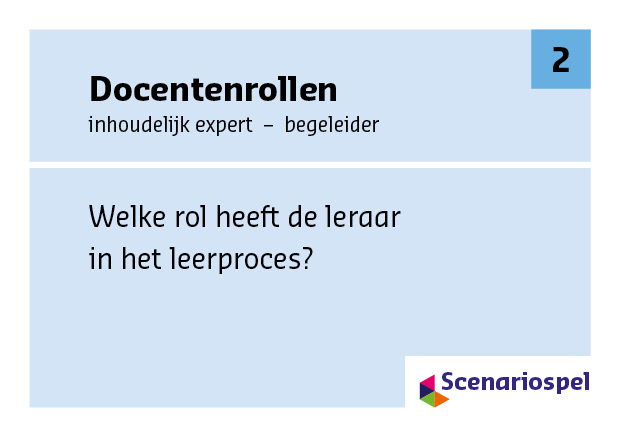 2
Docentenrollen
inhoudelijk expert – begeleider
Welke rol heeft de leraar
in het leerproces?
Scenariospel